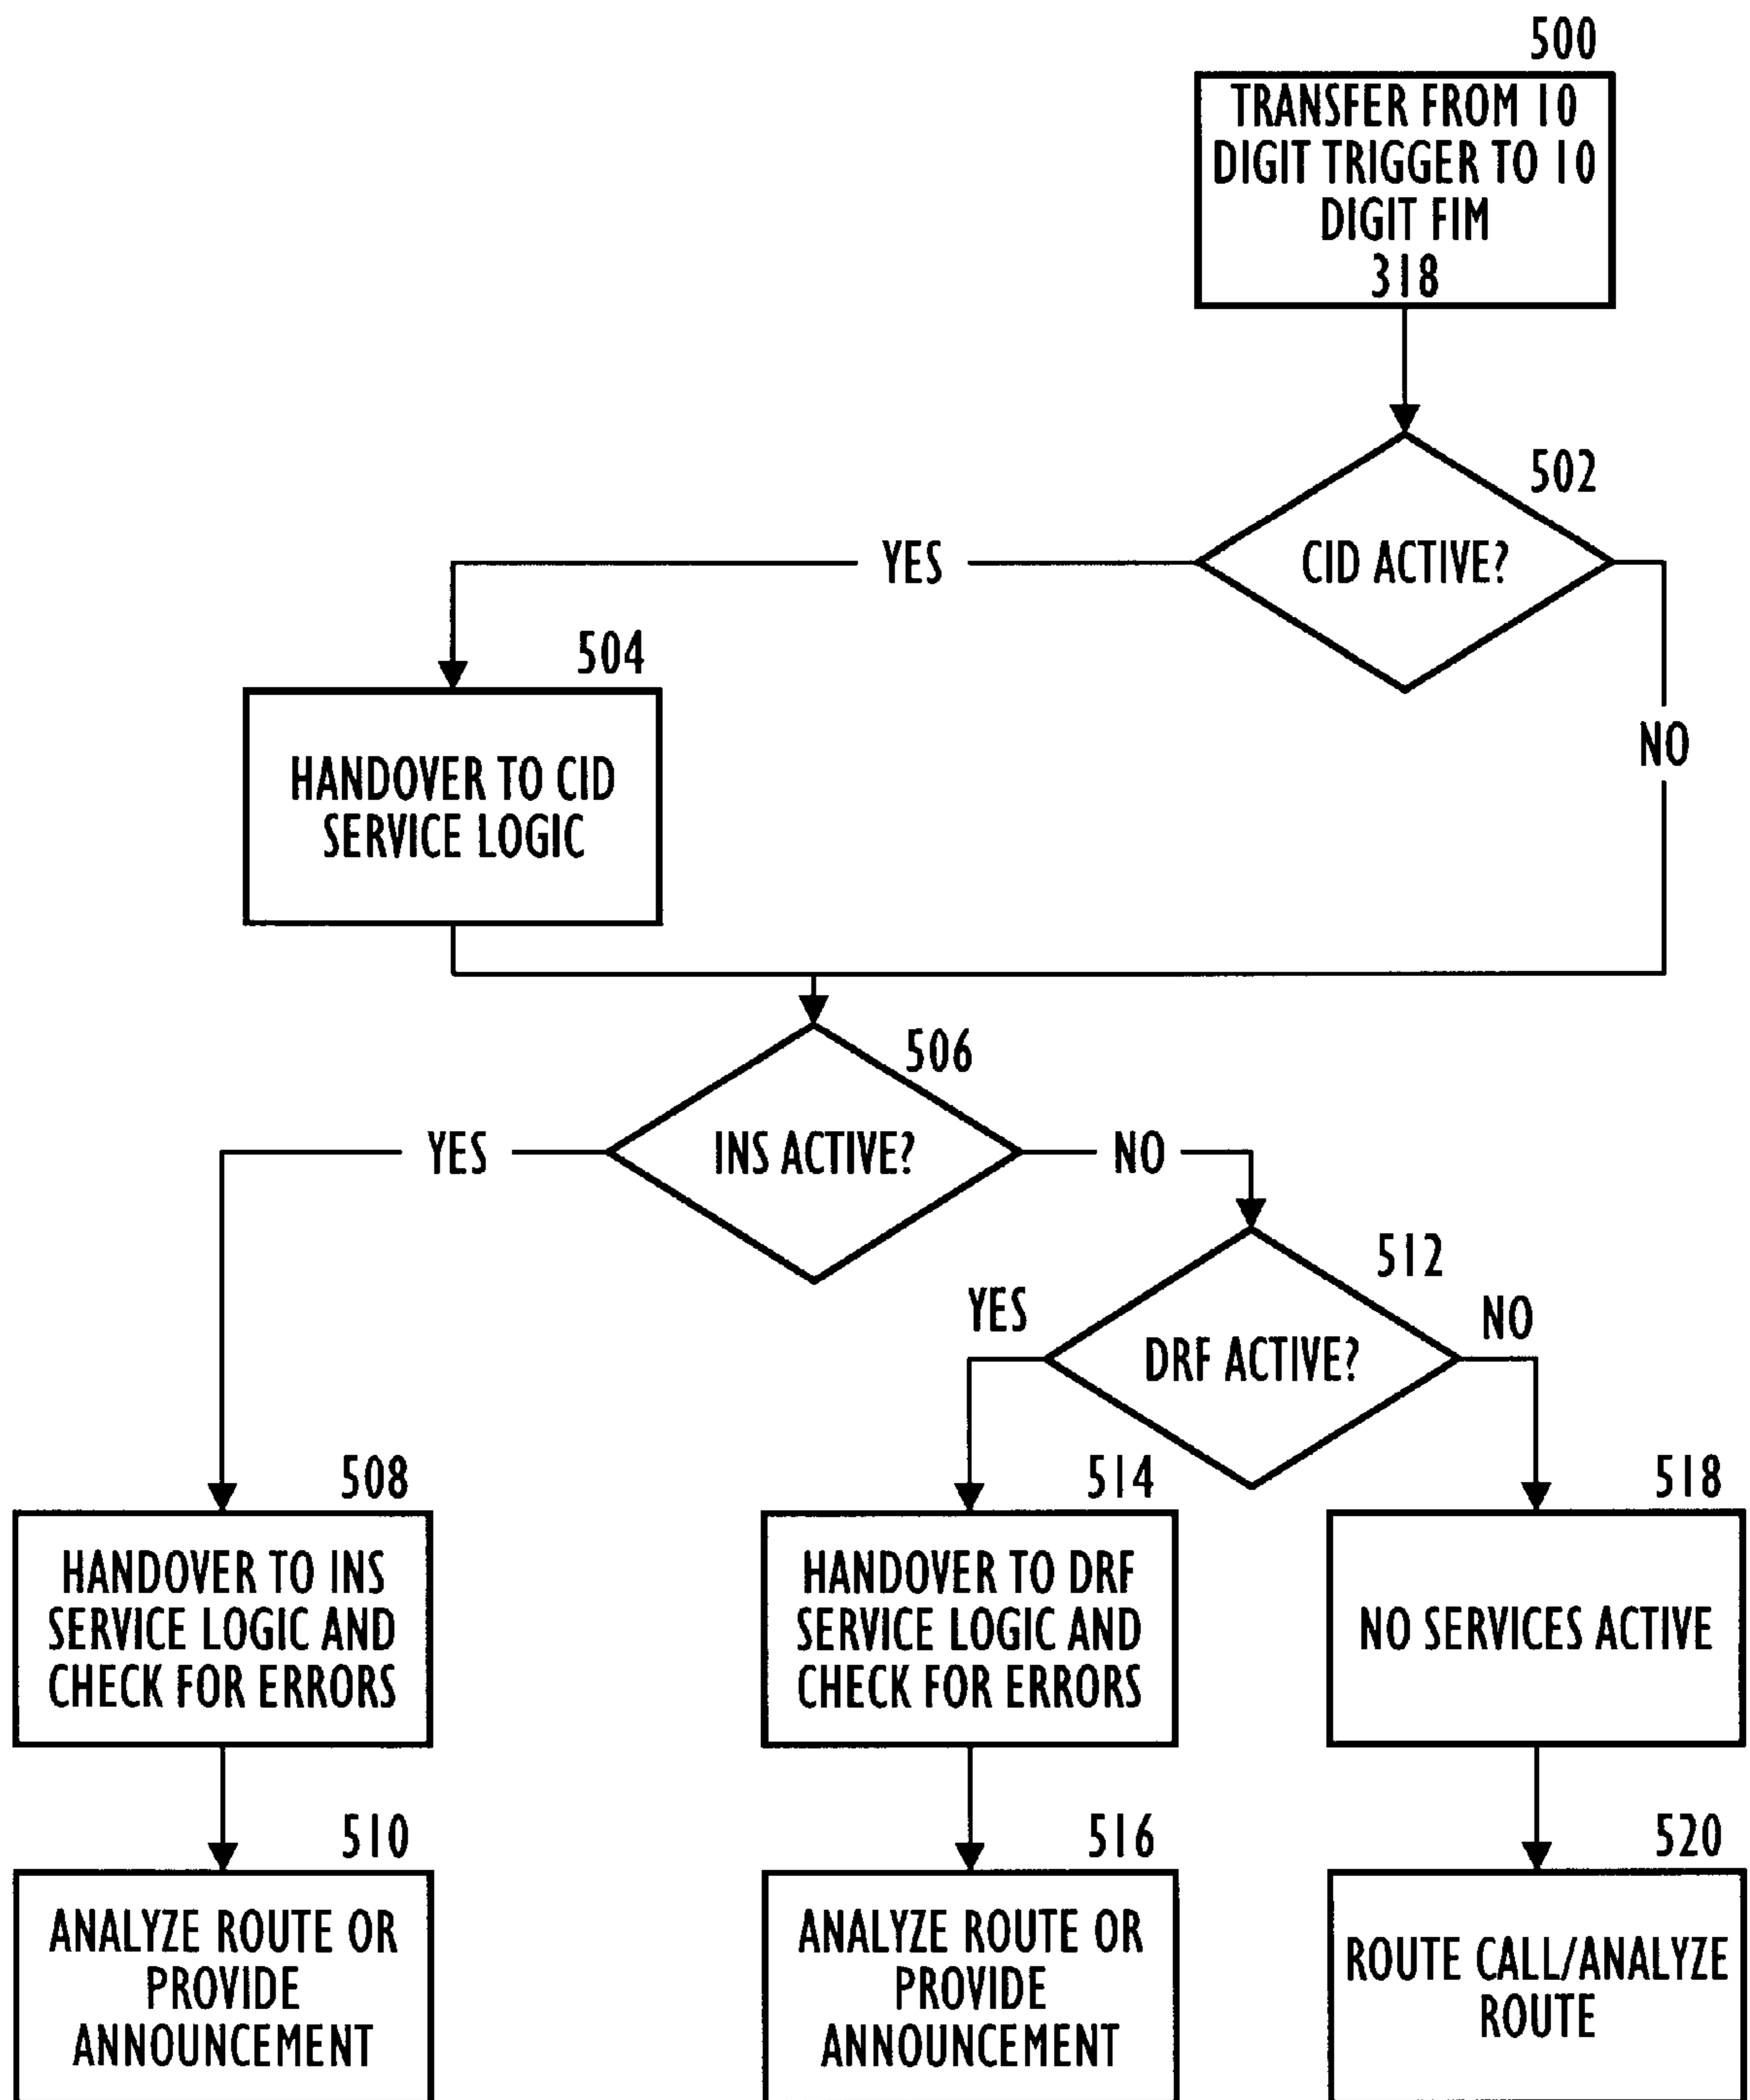 500
TRANSFER FROM 10
DIGIT TRIGGER TO 10
DIGIT FIM
318
502
CID ACTIVE?
YES
NO
504
HANDOVER TO CID
SERVICE LOGIC
506
INS ACTIVE?
YES
NO
512
DRF ACTIVE?
YES
NO
508
HANDOVER TO INS
SERVICE LOGIC AND
CHECK FOR ERRORS
514
HANDOVER TO DRF
SERVICE LOGIC AND
CHECK FOR ERRORS
518
NO SERVICES ACTIVE
510
ANALYZE ROUTE OR
PROVIDE
ANNOUNCEMENT
516
ANALYZE ROUTE OR
PROVIDE
ANNOUNCEMENT
520
ROUTE CALL/ANALYZE
ROUTE